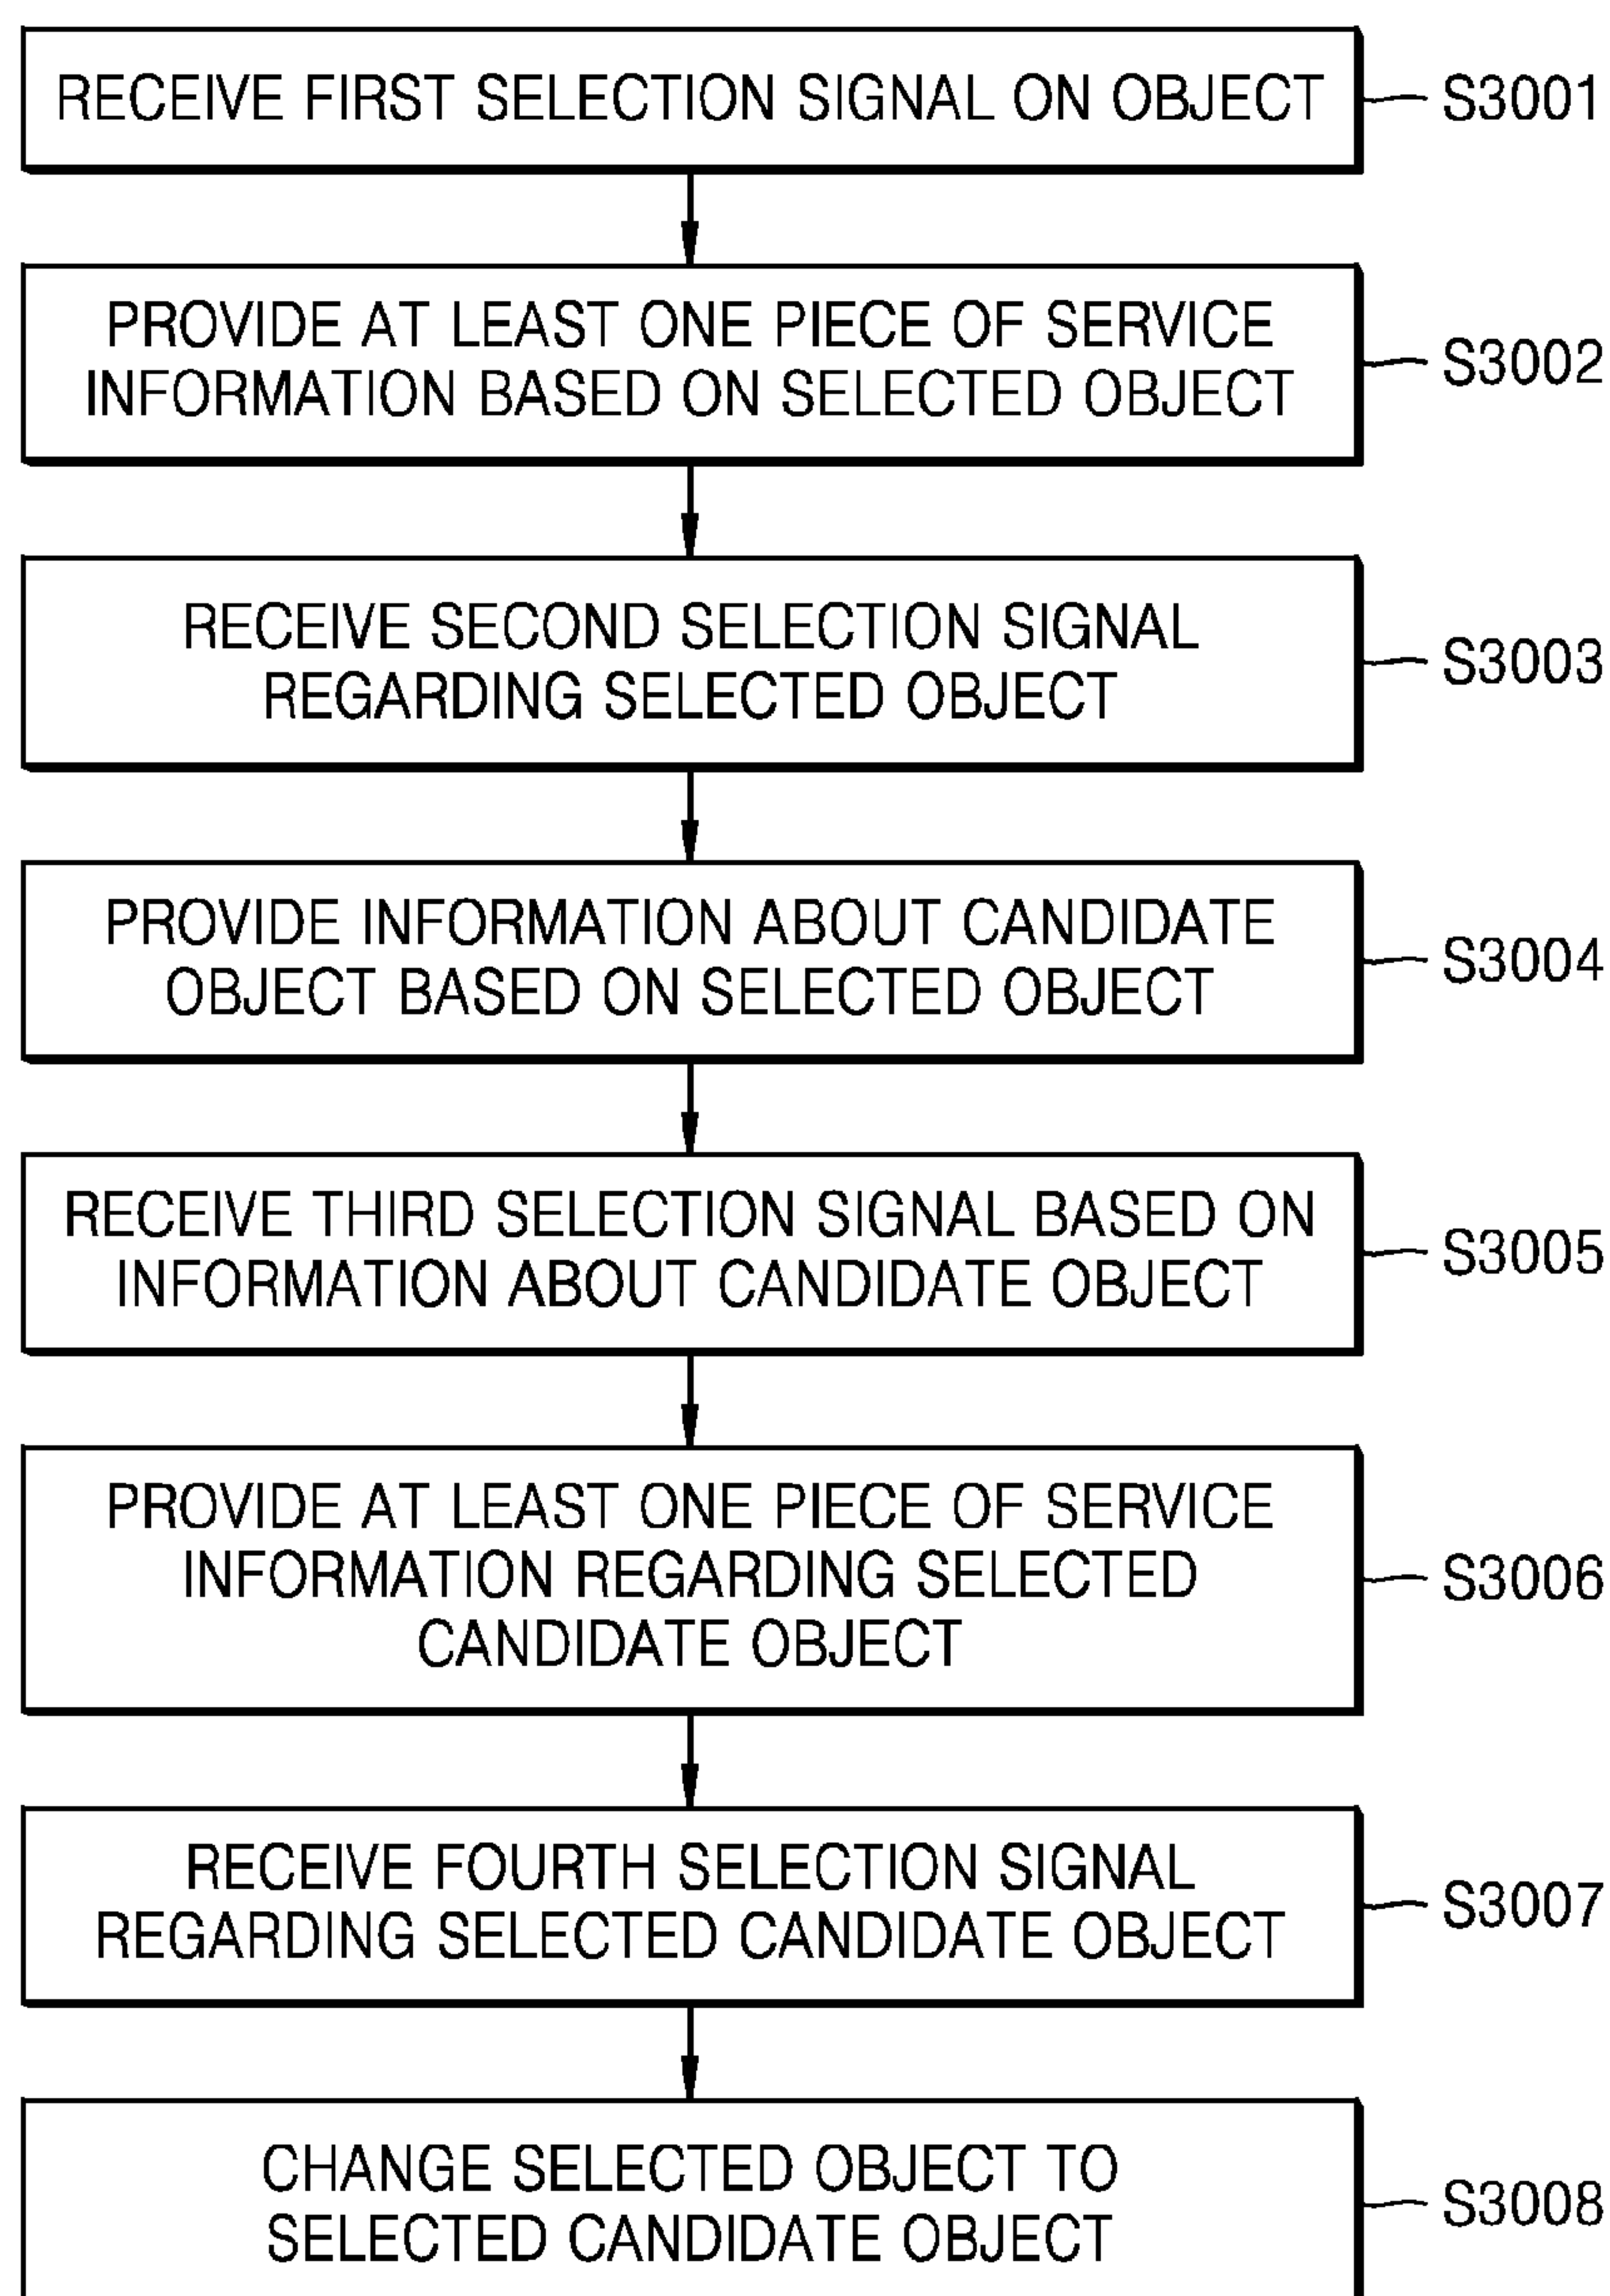 RECEIVE FIRST SELECTION SIGNAL ON OBJECT
S3001
PROVIDE AT LEAST ONE PIECE OF SERVICE
INFORMATION BASED ON SELECTED OBJECT
S3002
RECEIVE SECOND SELECTION SIGNAL
REGARDING SELECTED OBJECT
S3003
PROVIDE INFORMATION ABOUT CANDIDATE
OBJECT BASED ON SELECTED OBJECT
S3004
RECEIVE THIRD SELECTION SIGNAL BASED ON
INFORMATION ABOUT CANDIDATE OBJECT
S3005
PROVIDE AT LEAST ONE PIECE OF SERVICE
INFORMATION REGARDING SELECTED
CANDIDATE OBJECT
S3006
RECEIVE FOURTH SELECTION SIGNAL
REGARDING SELECTED CANDIDATE OBJECT
S3007
CHANGE SELECTED OBJECT TO
SELECTED CANDIDATE OBJECT
S3008